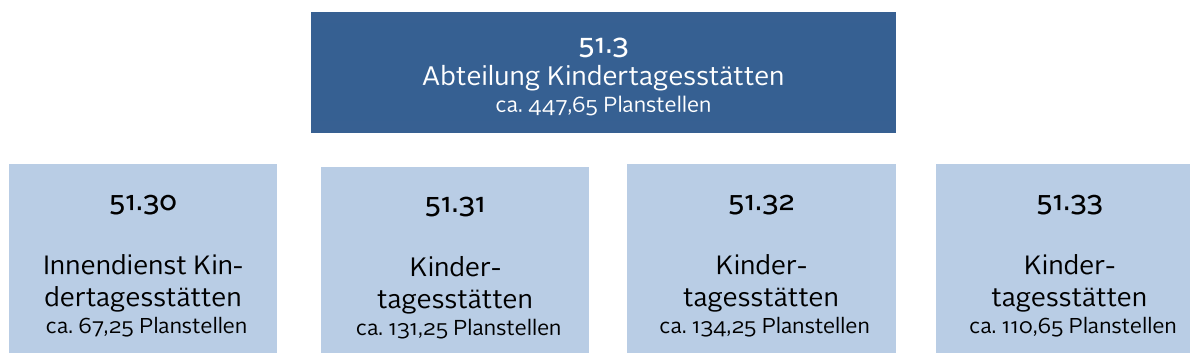 51.3
Abteilung Kindertagesstätten
ca. 447,65 Planstellen
51.30
Innendienst Kin-
dertagesstätten
ca. 67,25 Planstellen
51.31
Kinder-
tagesstätten
ca. 131,25 Planstellen
51.32
Kinder-
tagesstätten
ca. 134,25 Planstellen
51.33
Kinder-
tagesstätten
ca. 110,65 Planstellen